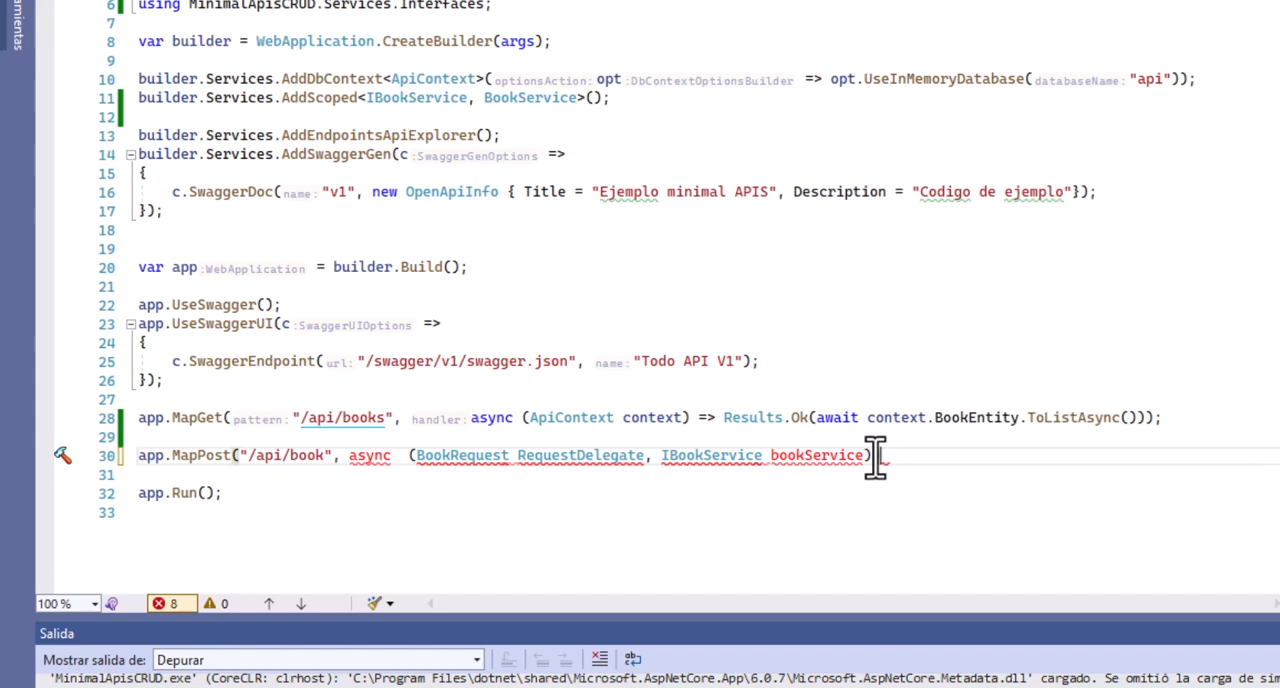 amientas
6 using MinimalApisCRUD.Services.Interfaces;
7
8 var builder = WebApplication.CreateBuilder(args);
9
10 builder.Services.AddDbContext<ApiContext>(optionsAction: opt :DbContextOptionsBuilder => opt.UseInMemoryDatabase(databaseName: "api"));
11 builder.Services.AddScoped<IBookService, BookService>();
12
13 builder.Services.AddEndpointsApiExplorer();
14 builder.Services.AddSwaggerGen(c :SwaggerGenOptions =>
15 {
16 c.SwaggerDoc(name: "v1", new OpenApiInfo { Title = "Ejemplo minimal APIS", Description = "Codigo de ejemplo"});
17 });
18
19
20 var app :WebApplication = builder.Build();
21
22 app.UseSwagger();
23 app.UseSwaggerUI(c :SwaggerUIOptions =>
24 {
25 c.SwaggerEndpoint(url: "/swagger/v1/swagger.json", name: "Todo API V1");
26 });
27
28 app.MapGet(pattern: "/api/books", handler: async (ApiContext context) => Results.Ok(await context.BookEntity.ToListAsync()));
29
30 app.MapPost("/api/book", async (BookRequest RequestDelegate, IBookService bookService)
31
32 app.Run();
33
100 % 8 0
Salida
Mostrar salida de: Depurar
'MinimalApisCRUD.exe' (CoreCLR: clrhost): 'C:\Program Files\dotnet\shared\Microsoft.AspNetCore.App\6.0.7\Microsoft.AspNetCore.Metadata.dll' cargado. Se omitió la carga de sím